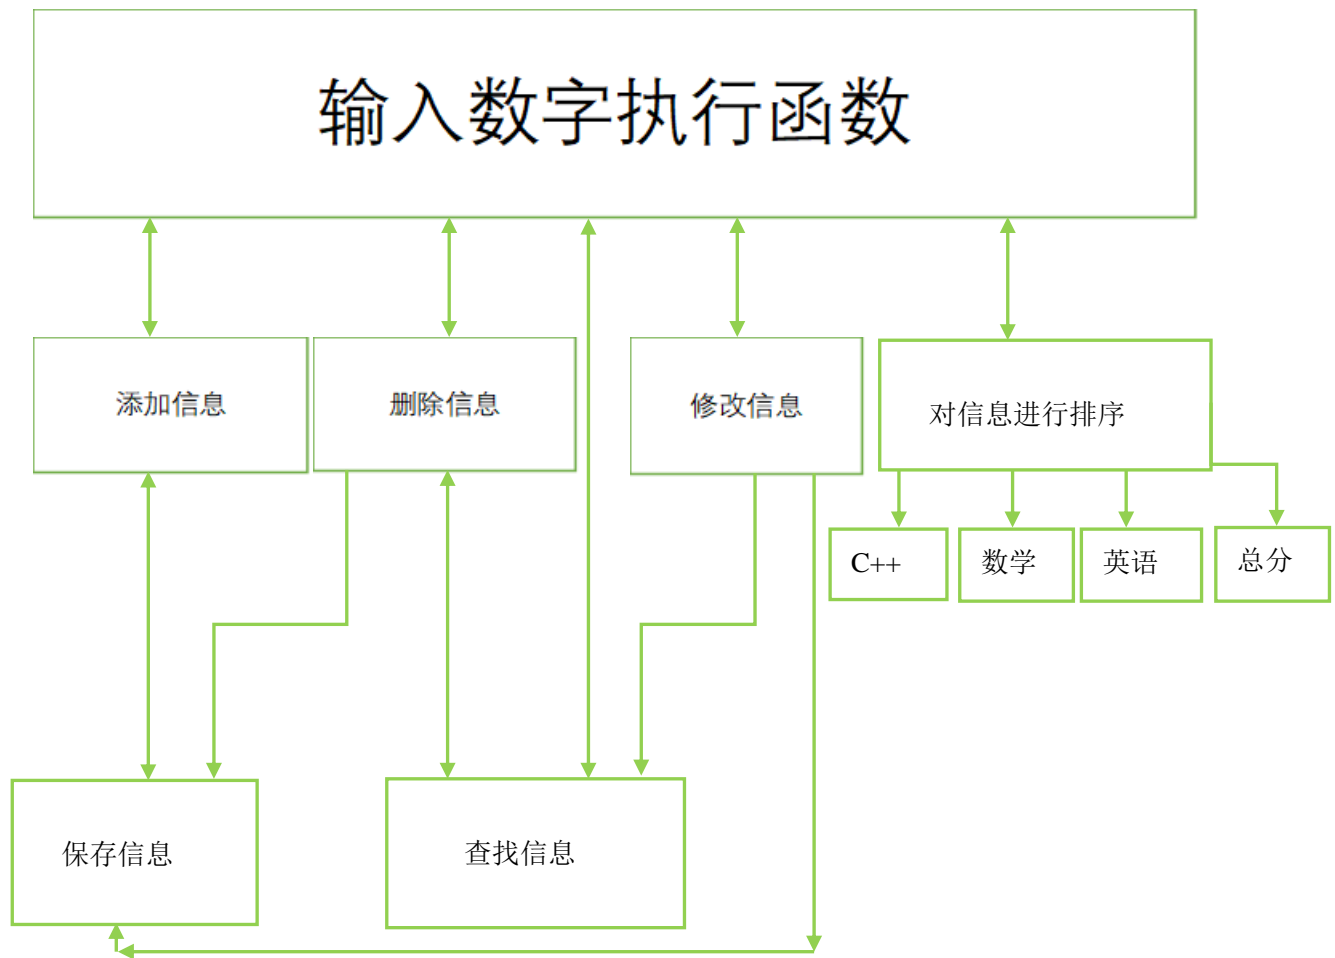 输入数字执行函数
添加信息
删除信息
修改信息
对信息进行排序
C++
数学
英语
总分
保存信息
查找信息